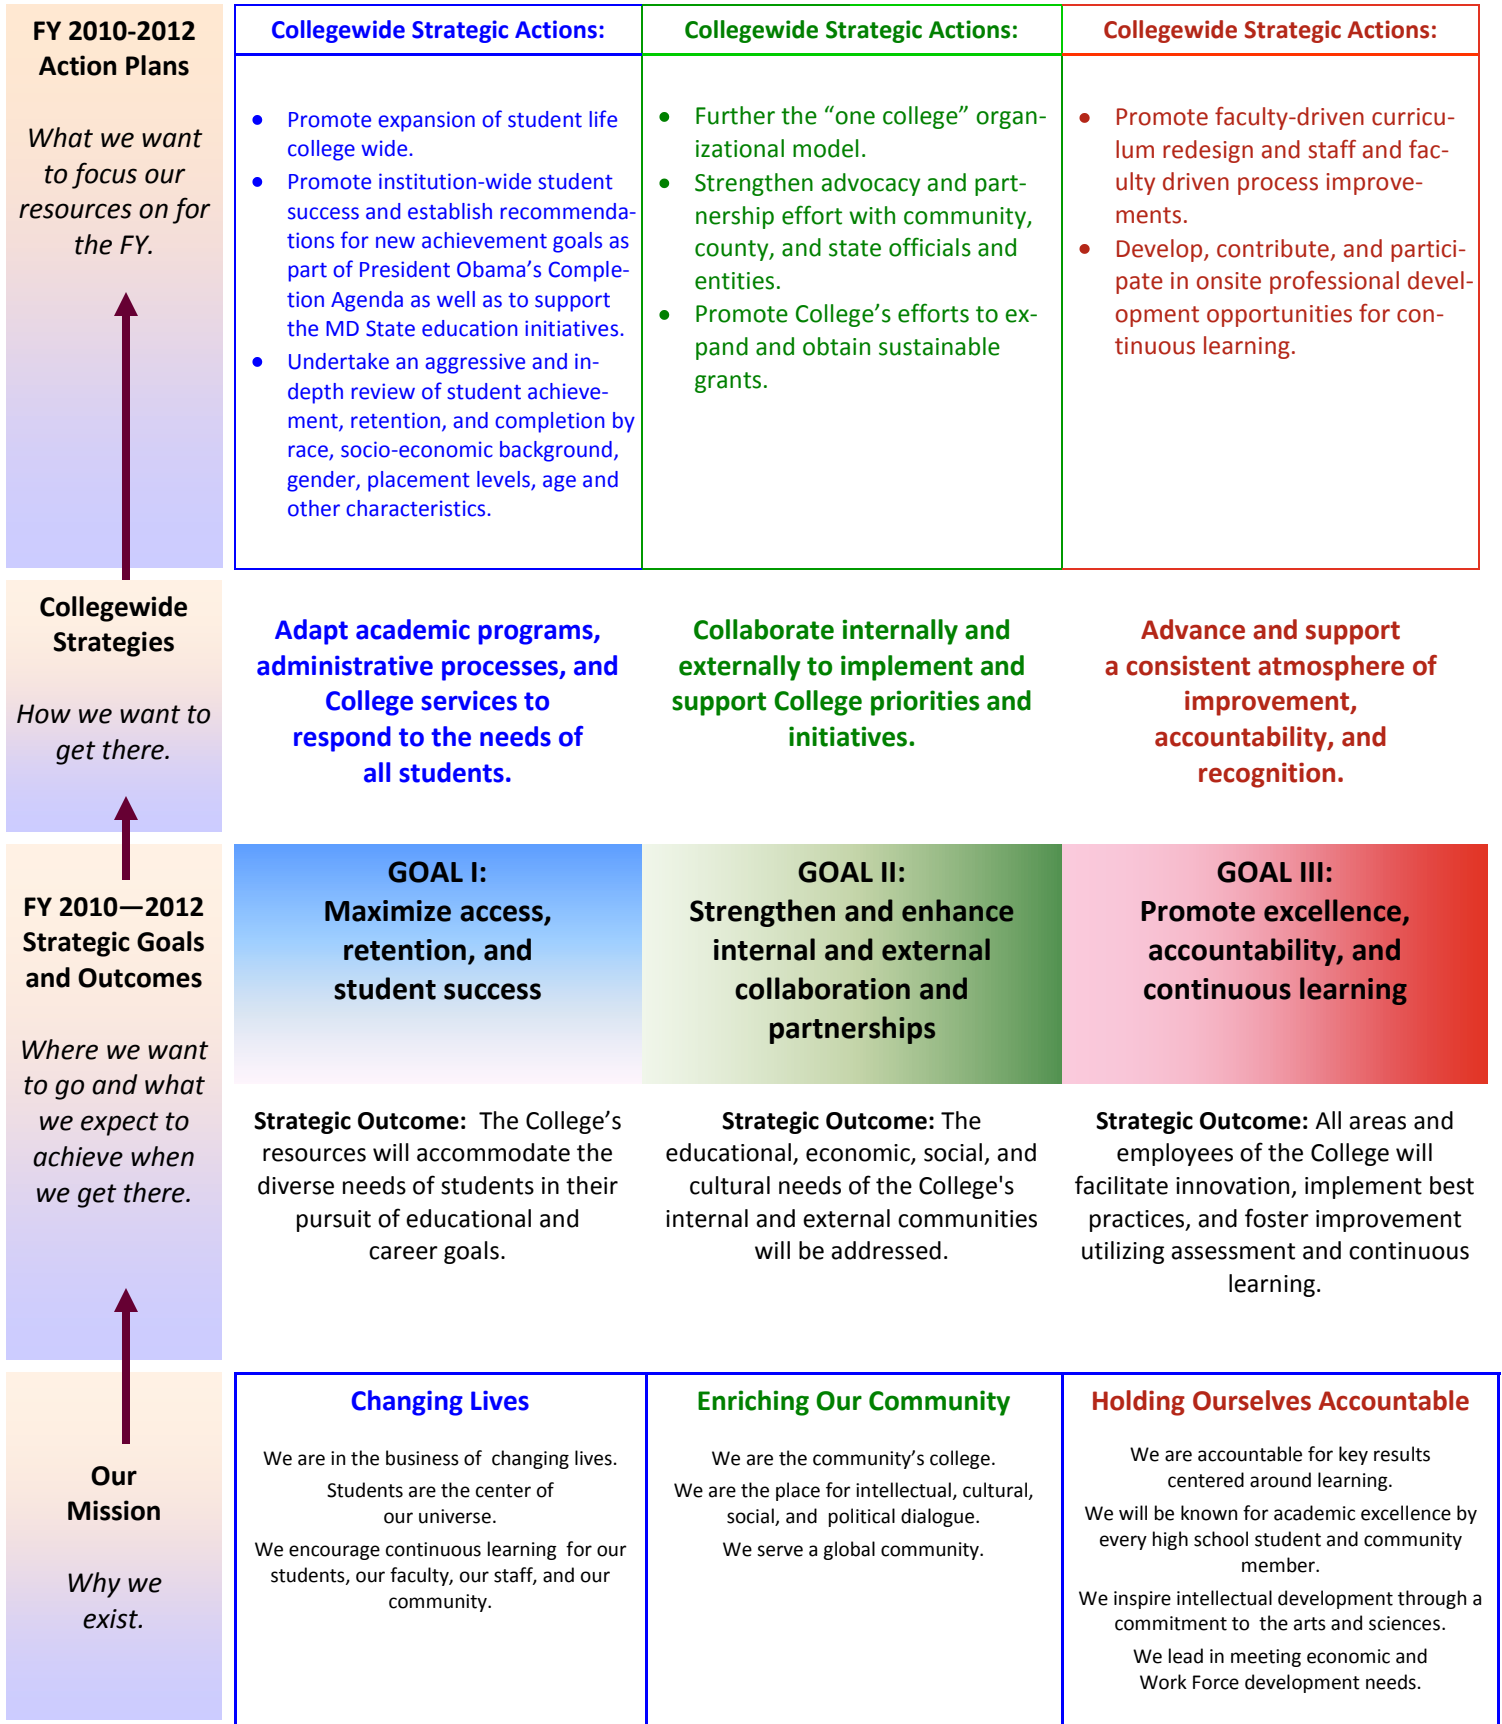 FY 2010-2012
Action Plans
What we want
to focus our
resources on for
the FY.
Collegewide Strategic Actions:
● Promote expansion of student life
college wide.
● Promote institution-wide student
success and establish recommenda-
tions for new achievement goals as
part of President Obama’s Comple-
tion Agenda as well as to support
the MD State education initiatives.
● Undertake an aggressive and in-
depth review of student achieve-
ment, retention, and completion by
race, socio-economic background,
gender, placement levels, age and
other characteristics.
Collegewide Strategic Actions:
● Further the “one college” organ-
izational model.
● Strengthen advocacy and part-
nership effort with community,
county, and state officials and
entities.
● Promote College’s efforts to ex-
pand and obtain sustainable
grants.
Collegewide Strategic Actions:
● Promote faculty-driven curricu-
lum redesign and staff and fac-
ulty driven process improve-
ments.
● Develop, contribute, and partici-
pate in onsite professional devel-
opment opportunities for con-
tinuous learning.
Collegewide
Strategies
How we want to
get there.
Adapt academic programs,
administrative processes, and
College services to
respond to the needs of
all students.
Collaborate internally and
externally to implement and
support College priorities and
initiatives.
Advance and support
a consistent atmosphere of
improvement,
accountability, and
recognition.
FY 2010—2012
Strategic Goals
and Outcomes
Where we want
to go and what
we expect to
achieve when
we get there.
GOAL I:
Maximize access,
retention, and
student success
Strategic Outcome: The College’s
resources will accommodate the
diverse needs of students in their
pursuit of educational and
career goals.
GOAL II:
Strengthen and enhance
internal and external
collaboration and
partnerships
Strategic Outcome: The
educational, economic, social, and
cultural needs of the College's
internal and external communities
will be addressed.
GOAL III:
Promote excellence,
accountability, and
continuous learning
Strategic Outcome: All areas and
employees of the College will
facilitate innovation, implement best
practices, and foster improvement
utilizing assessment and continuous
learning.
Our
Mission
Why we
exist.
Changing Lives
We are in the business of changing lives.
Students are the center of
our universe.
We encourage continuous learning for our
students, our faculty, our staff, and our
community.
Enriching Our Community
We are the community’s college.
We are the place for intellectual, cultural,
social, and political dialogue.
We serve a global community.
Holding Ourselves Accountable
We are accountable for key results
centered around learning.
We will be known for academic excellence by
every high school student and community
member.
We inspire intellectual development through a
commitment to the arts and sciences.
We lead in meeting economic and
Work Force development needs.